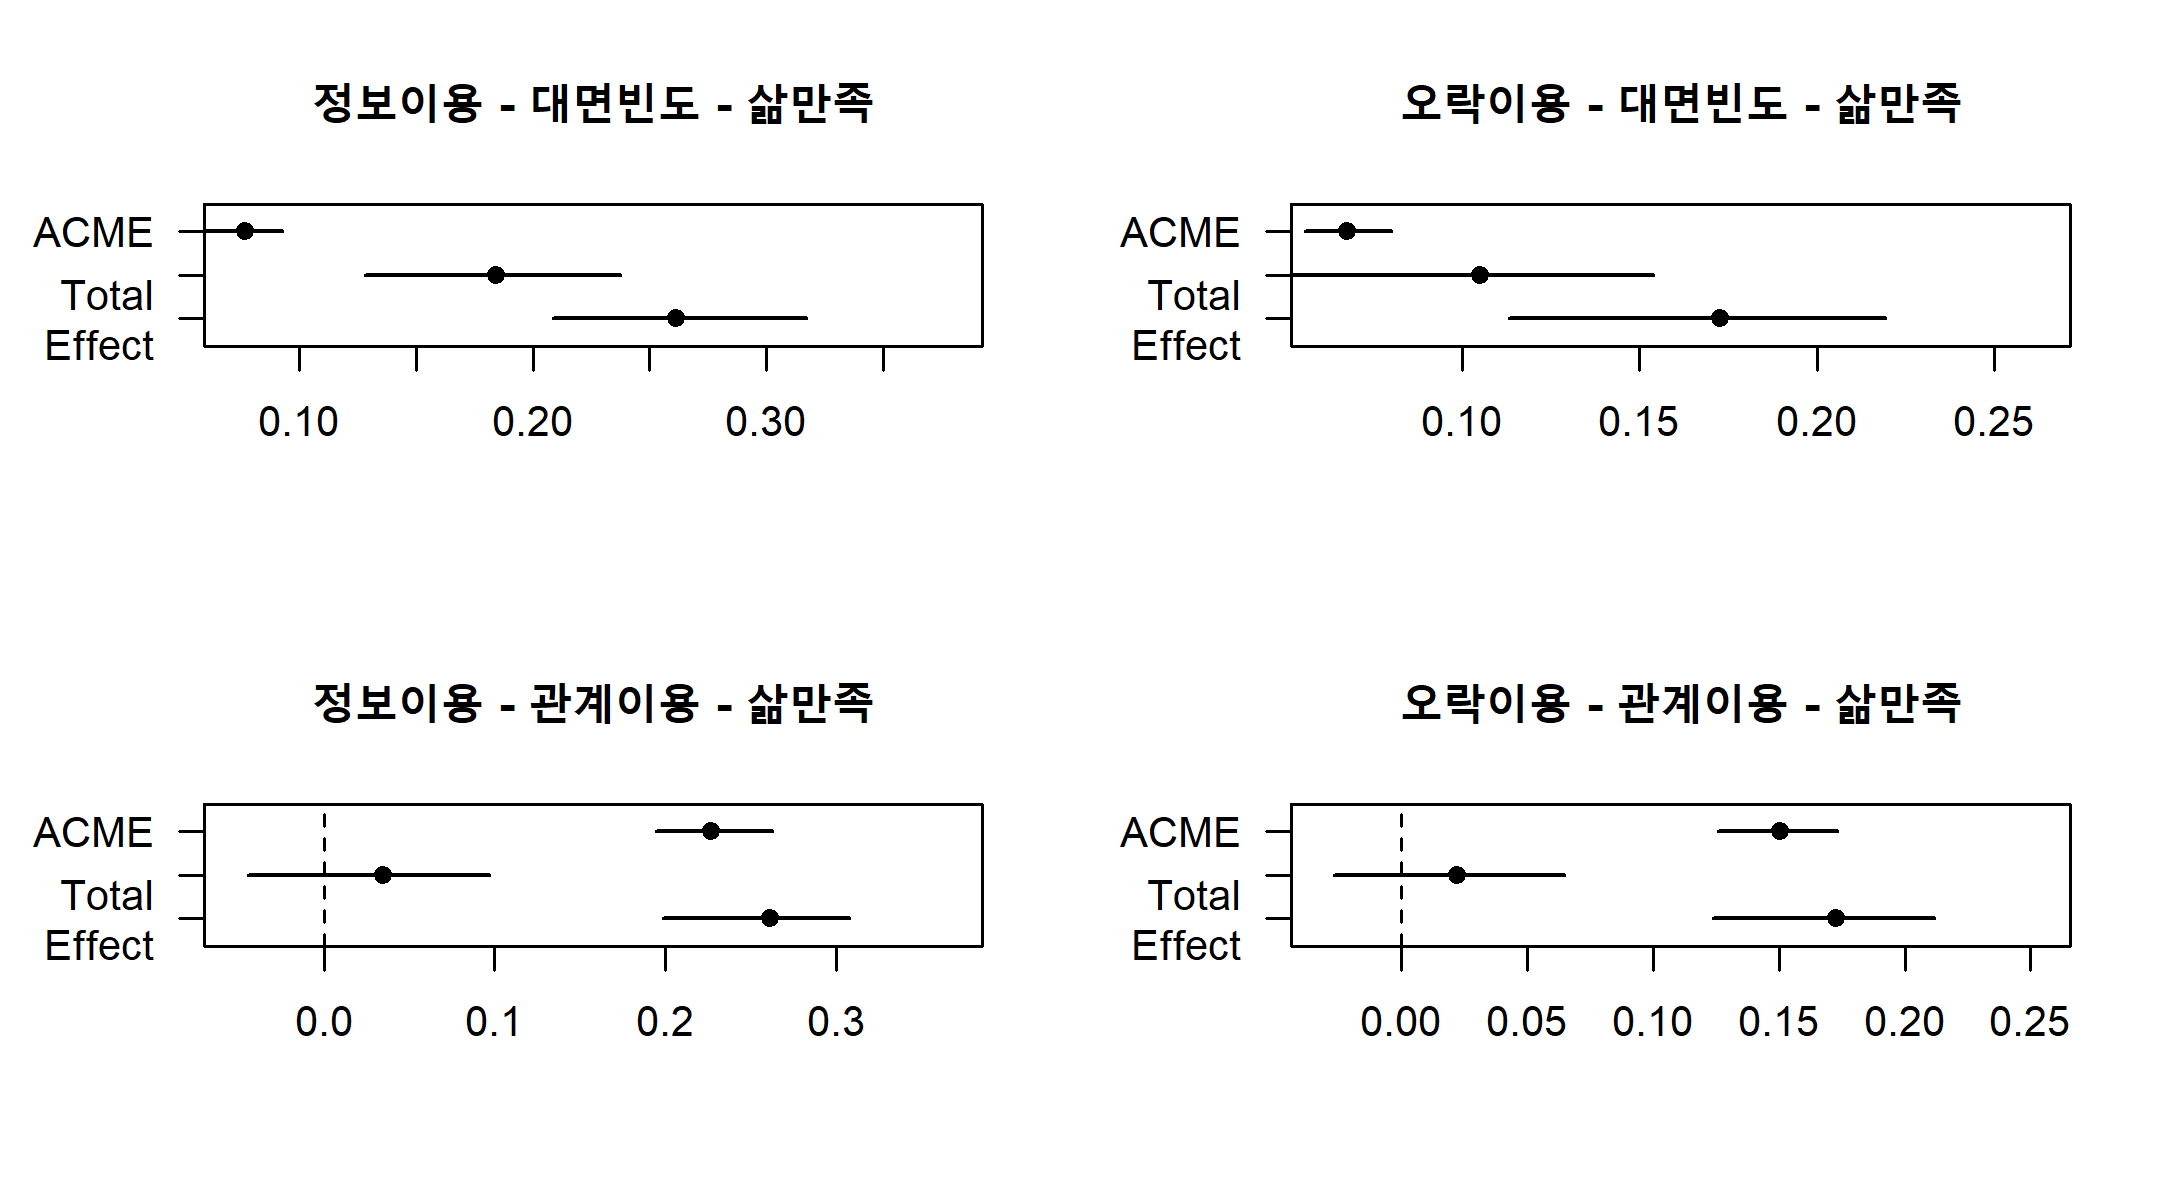 정보이용 - 대면빈도 - 삶만족
ACME
Total
Effect
0.10 0.20 0.30
오락이용 - 대면빈도 - 삶만족
ACME
Total
Effect
0.10 0.15 0.20 0.25
정보이용 - 관계이용 - 삶만족
ACME
Total
Effect
0.0 0.1 0.2 0.3
오락이용 - 관계이용 - 삶만족
ACME
Total
Effect
0.00 0.05 0.10 0.15 0.20 0.25